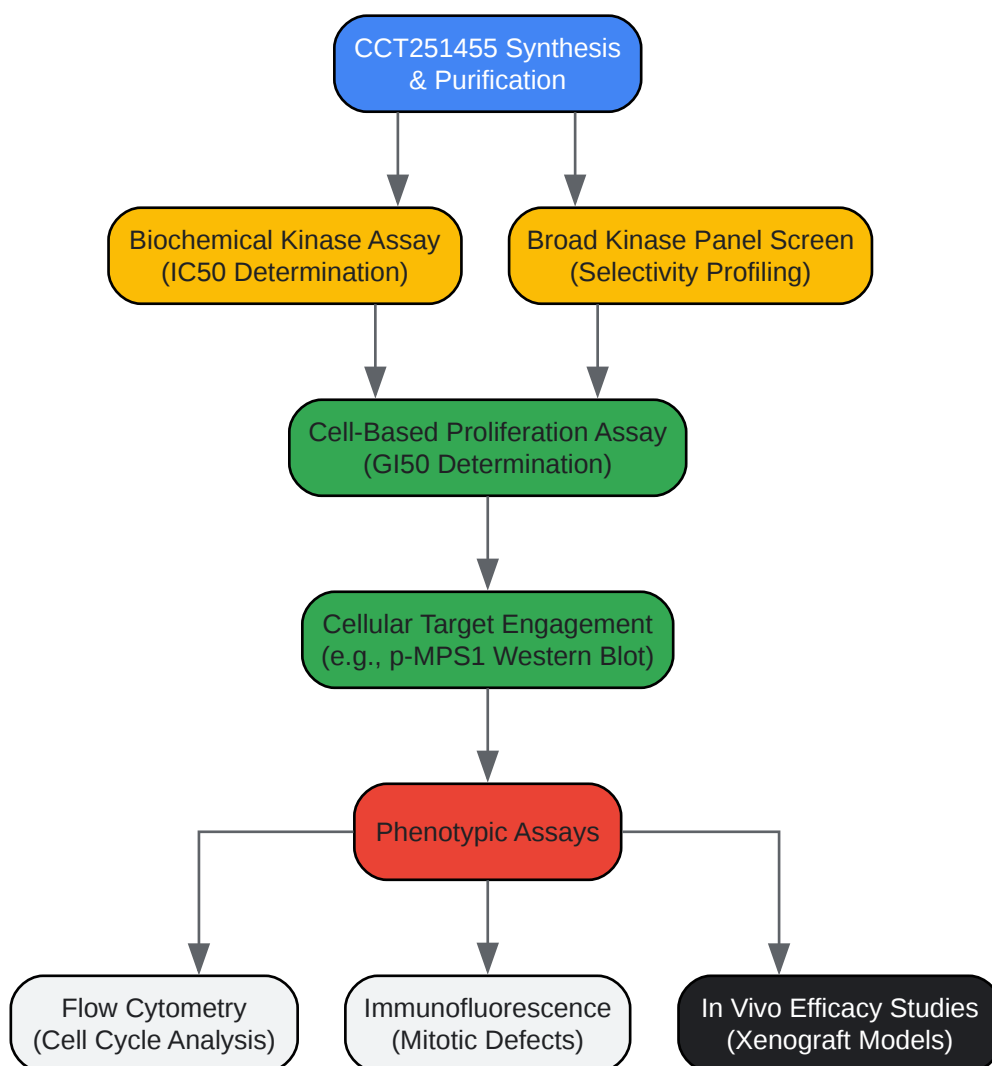 CCT251455 Synthesis
& Purification
Biochemical Kinase Assay
(IC50 Determination)
Broad Kinase Panel Screen
(Selectivity Profiling)
Cell-Based Proliferation Assay
(GI50 Determination)
Cellular Target Engagement
(e.g., p-MPS1 Western Blot)
Phenotypic Assays
Flow Cytometry
(Cell Cycle Analysis)
Immunofluorescence
(Mitotic Defects)
In Vivo Efficacy Studies
(Xenograft Models)